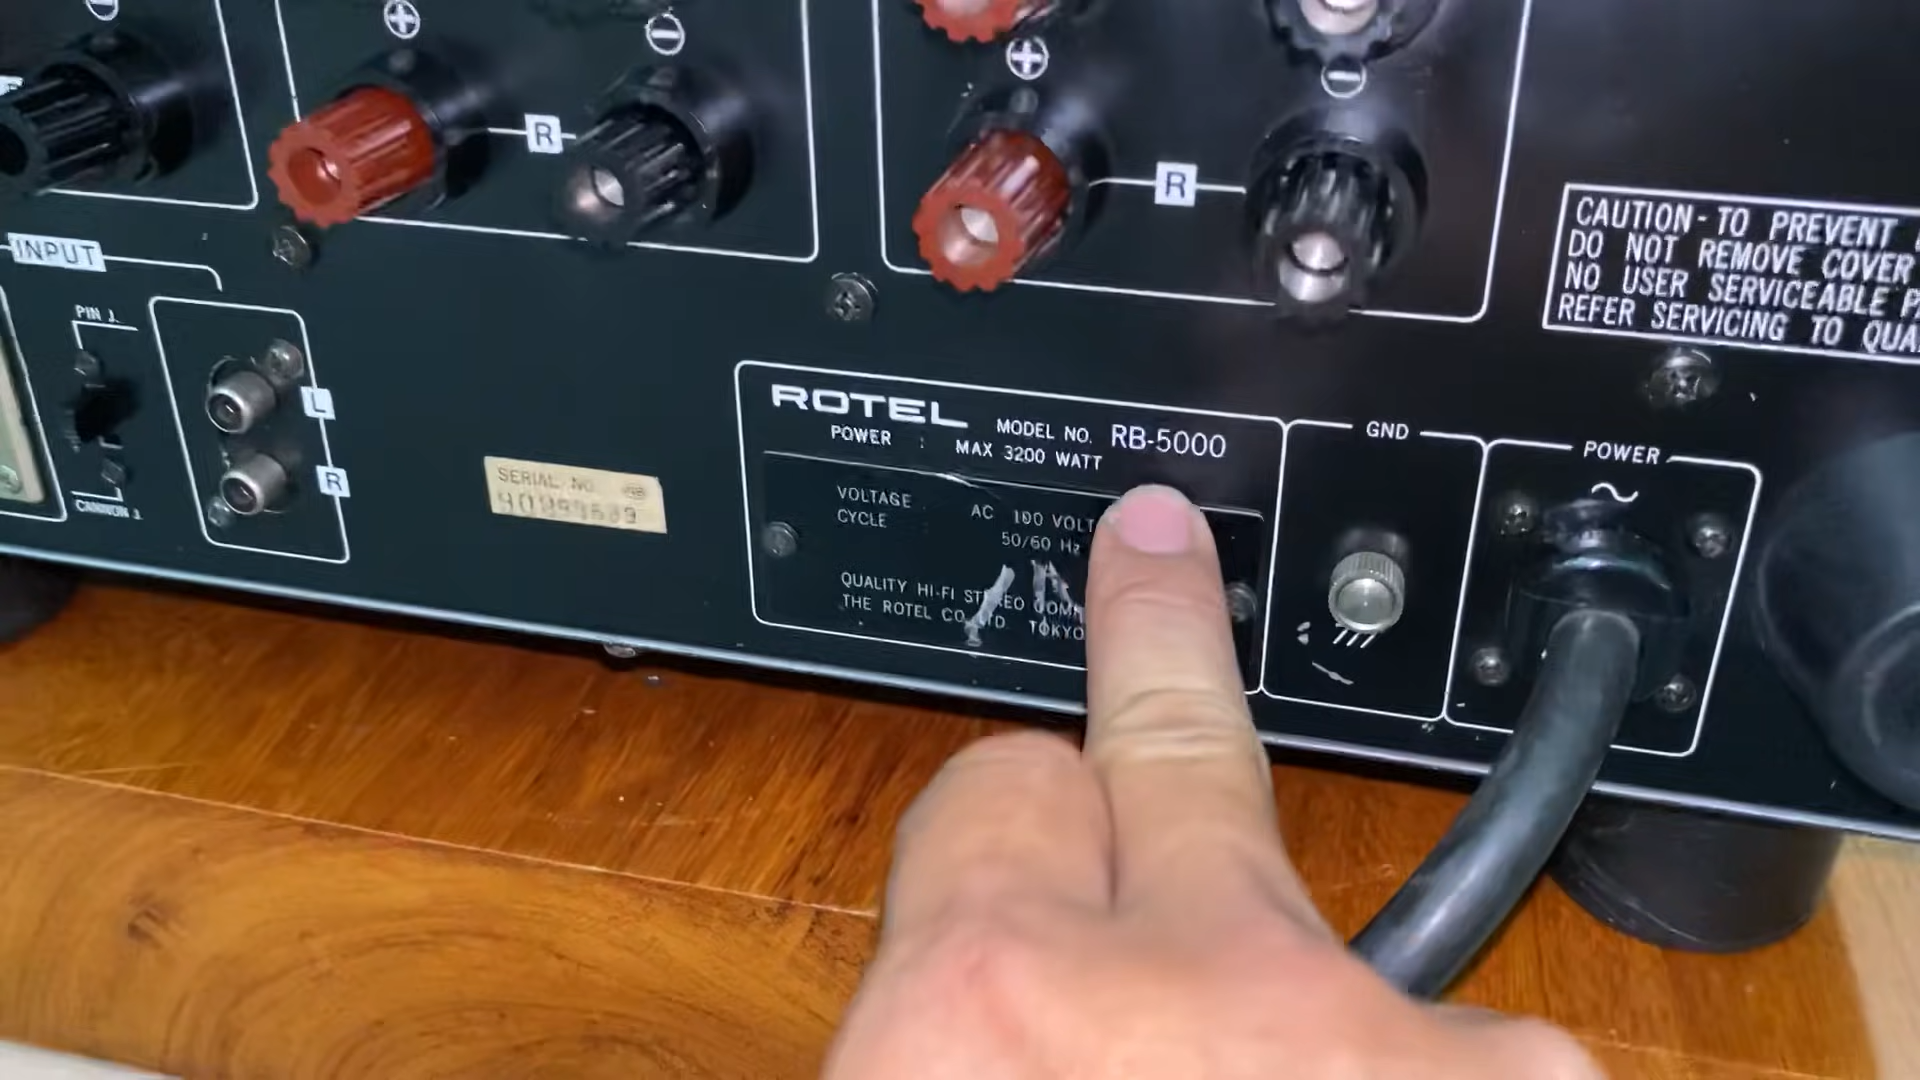 R
R
INPUT
PIN J.
L
R
CANNON J.
SERIAL NO.
ROTEL MODEL NO. RB-5000
POWER : MAX 3200 WATT
VOLTAGE AC 100 VOLT
CYCLE 50/60 Hz
QUALITY HI-FI STEREO
THE ROTEL CO. LTD. TOKYO
GND
POWER
CAUTION - TO PREVENT
DO NOT REMOVE COVER
NO USER SERVICEABLE
REFER SERVICING TO